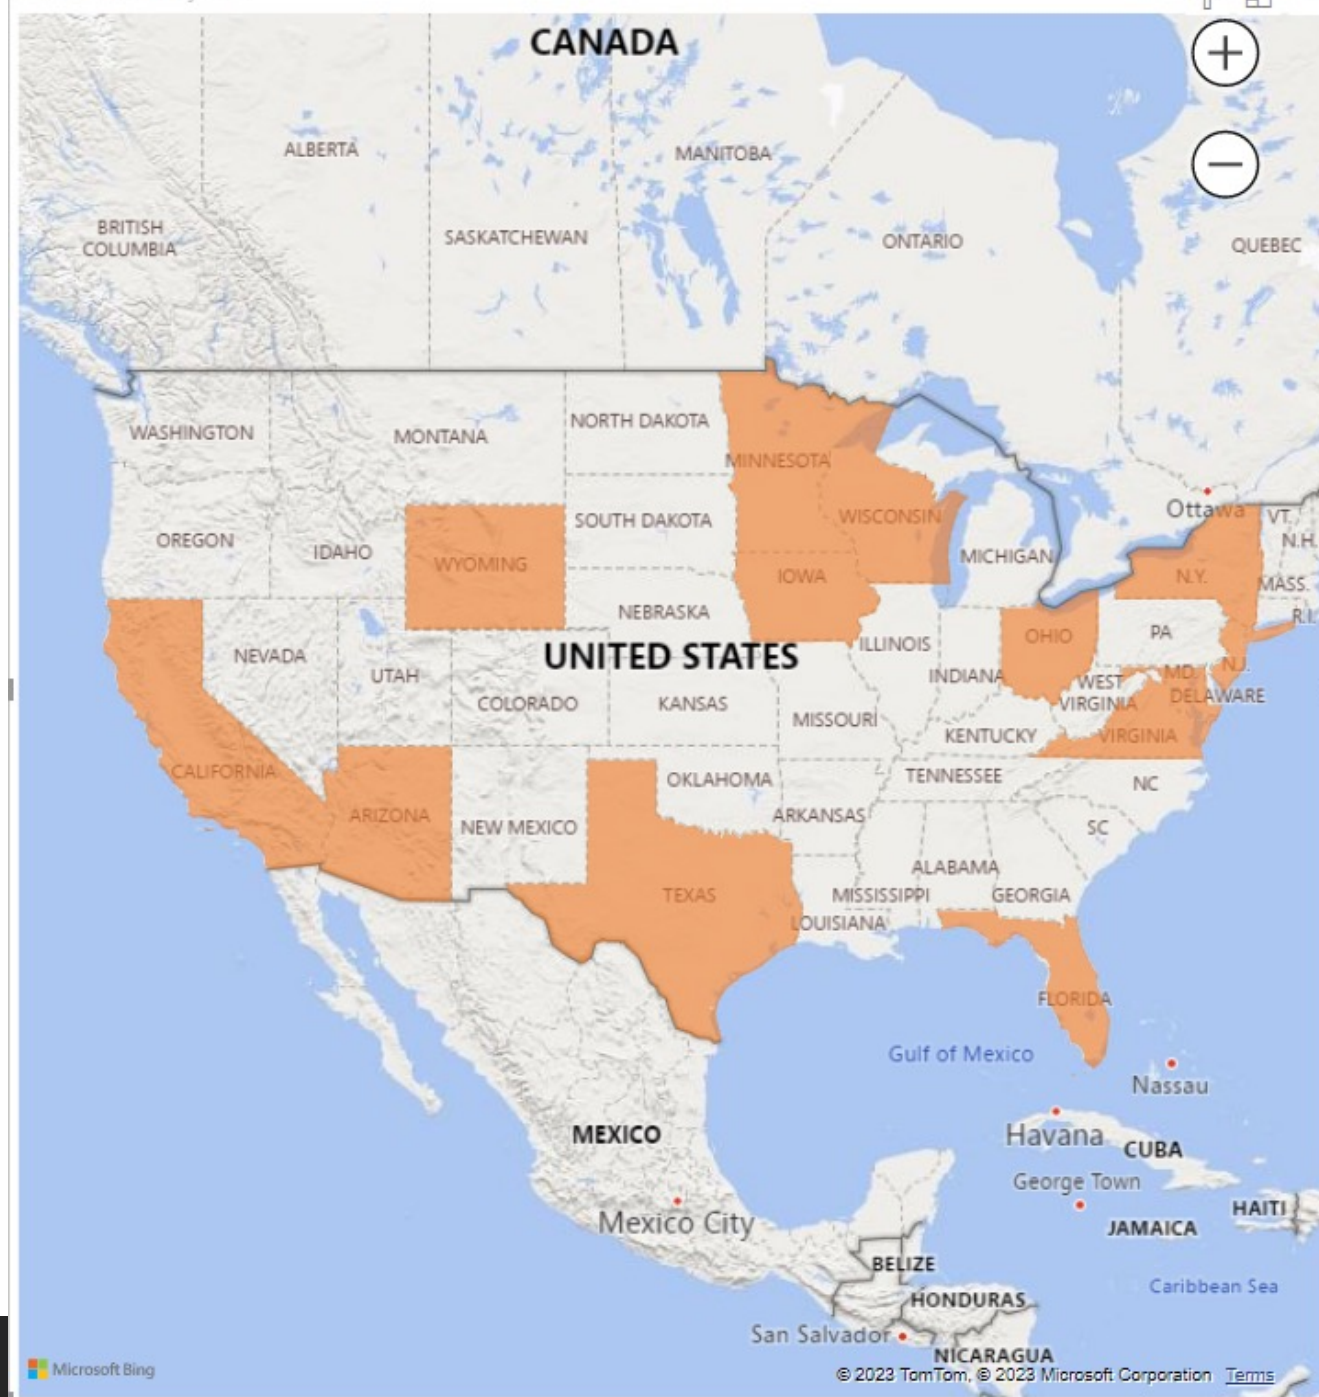 CANADA
ALBERTA
MANITOBA
BRITISH
COLUMBIA
SASKATCHEWAN
ONTARIO
QUEBEC
WASHINGTON
MONTANA
NORTH DAKOTA
MINNESOTA
Ottawa
VT.
N.H.
OREGON
IDAHO
WYOMING
SOUTH DAKOTA
WISCONSIN
MICHIGAN
IOWA
N.Y.
MASS.
R.I.
NEBRASKA
NEVADA
UTAH
UNITED STATES
ILLINOIS
OHIO
PA
COLORADO
KANSAS
INDIANA
WEST
VIRGINIA
MD.
N.J.
DELAWARE
MISSOURI
KENTUCKY
VIRGINIA
CALIFORNIA
ARIZONA
NEW MEXICO
OKLAHOMA
TENNESSEE
NC
ARKANSAS
SC
ALABAMA
TEXAS
MISSISSIPPI
GEORGIA
LOUISIANA
FLORIDA
Gulf of Mexico
Nassau
MEXICO
Havana
CUBA
George Town
Mexico City
HAITI
JAMAICA
BELIZE
Caribbean Sea
HONDURAS
San Salvador
NICARAGUA
Microsoft Bing
© 2023 TomTom, © 2023 Microsoft Corporation Terms